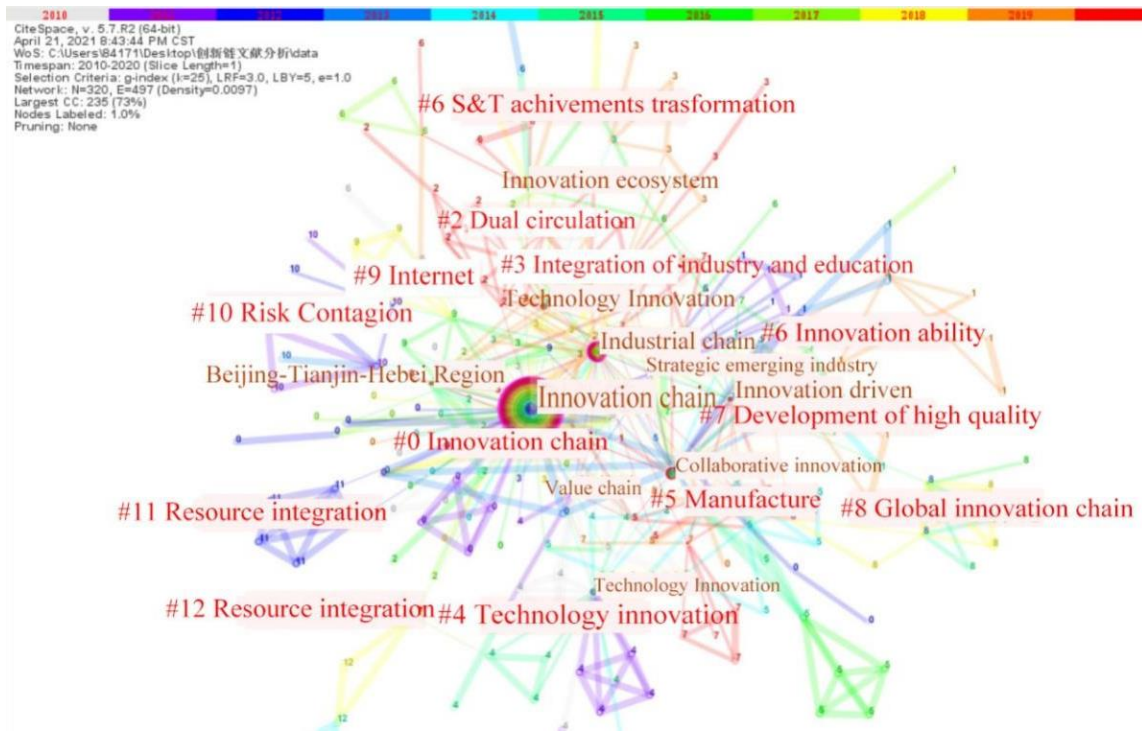 2010 2011 2012 2013 2014 2015 2016 2017 2018 2019
CiteSpace, v. 5.7.R2 (64-bit)
April 21, 2021 8:43:44 PM CST
WoS: C:\Users\84171\Desktop\创新链文献分析\data
Timespan: 2010-2020 (Slice Length=1)
Selection Criteria: g-index (k=25), LRF=3.0, LBY=5, e=1.0
Network: N=320, E=497 (Density=0.0097)
Largest CC: 235 (73%)
Nodes Labeled: 1.0%
Pruning: None
#6 S&T achivements trasformation
Innovation ecosystem
#2 Dual circulation
#3 Integration of industry and education
#9 Internet
Technology Innovation
#10 Risk Contagion
#6 Innovation ability
Industrial chain
Strategic emerging industry
Beijing-Tianjin-Hebei Region
Innovation driven
Innovation chain
#7 Development of high quality
#0 Innovation chain
Collaborative innovation
Value chain
#5 Manufacture
#8 Global innovation chain
#11 Resource integration
Technology Innovation
#12 Resource integration
#4 Technology innovation